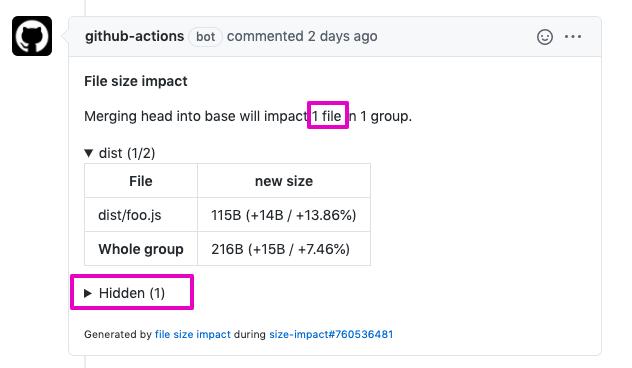 github-actions bot commented 2 days ago
File size impact
Merging head into base will impact 1 file in 1 group.
dist (1/2)
File new size
dist/foo.js 115B (+14B / +13.86%)
Whole group 216B (+15B / +7.46%)
Hidden (1)
Generated by file size impact during size-impact#760536481